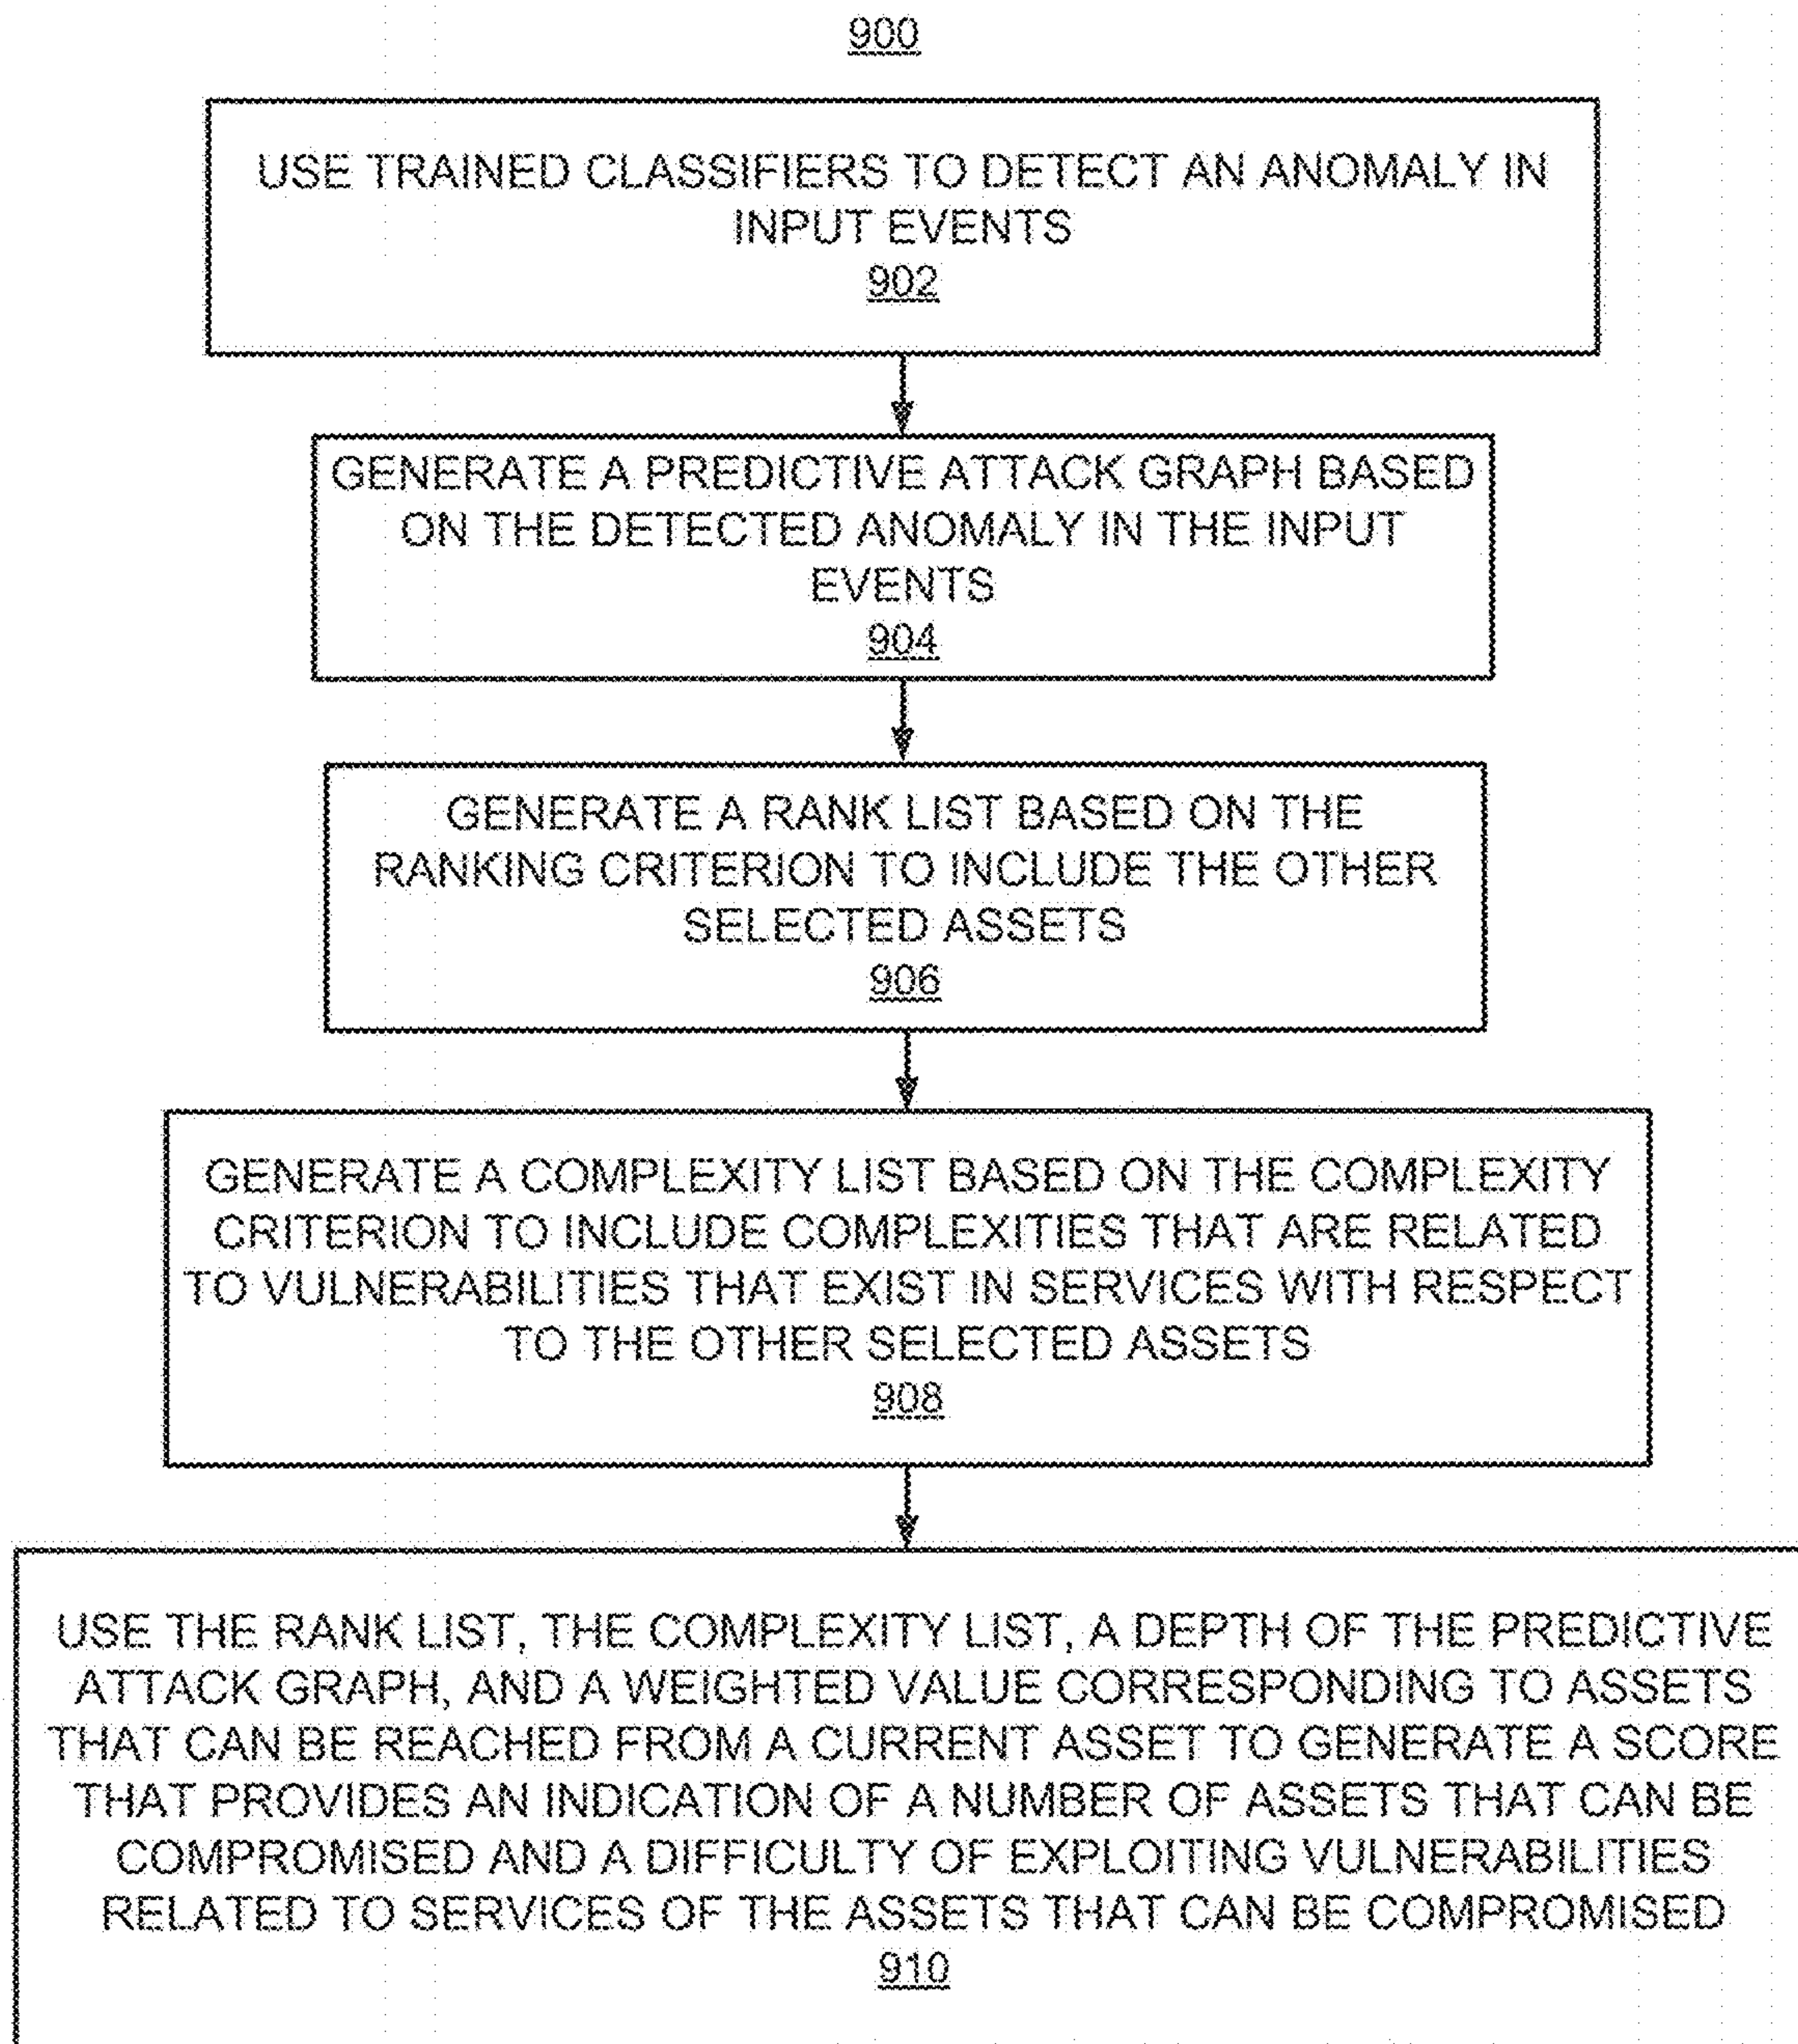 900
USE TRAINED CLASSIFIERS TO DETECT AN ANOMALY IN
INPUT EVENTS
902
GENERATE A PREDICTIVE ATTACK GRAPH BASED
ON THE DETECTED ANOMALY IN THE INPUT
EVENTS
904
GENERATE A RANK LIST BASED ON THE
RANKING CRITERION TO INCLUDE THE OTHER
SELECTED ASSETS
906
GENERATE A COMPLEXITY LIST BASED ON THE COMPLEXITY
CRITERION TO INCLUDE COMPLEXITIES THAT ARE RELATED
TO VULNERABILITIES THAT EXIST IN SERVICES WITH RESPECT
TO THE OTHER SELECTED ASSETS
908
USE THE RANK LIST, THE COMPLEXITY LIST, A DEPTH OF THE PREDICTIVE
ATTACK GRAPH, AND A WEIGHTED VALUE CORRESPONDING TO ASSETS
THAT CAN BE REACHED FROM A CURRENT ASSET TO GENERATE A SCORE
THAT PROVIDES AN INDICATION OF A NUMBER OF ASSETS THAT CAN BE
COMPROMISED AND A DIFFICULTY OF EXPLOITING VULNERABILITIES
RELATED TO SERVICES OF THE ASSETS THAT CAN BE COMPROMISED
910